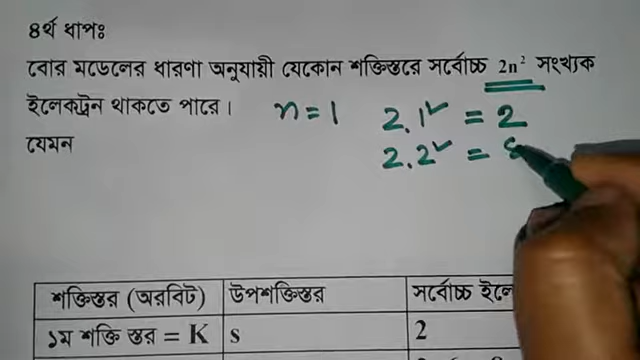 ৪র্থ ধাপঃ
বোর মডেলের ধারণা অনুযায়ী যেকোন শক্তিস্তরে সর্বোচ্চ 2n² সংখ্যক
ইলেকট্রন থাকতে পারে। n=1 2.1² = 2
যেমন 2.2² = 8
শক্তিস্তর (অরবিট) উপশক্তিস্তর সর্বোচ্চ
১ম শক্তি স্তর = K s 2